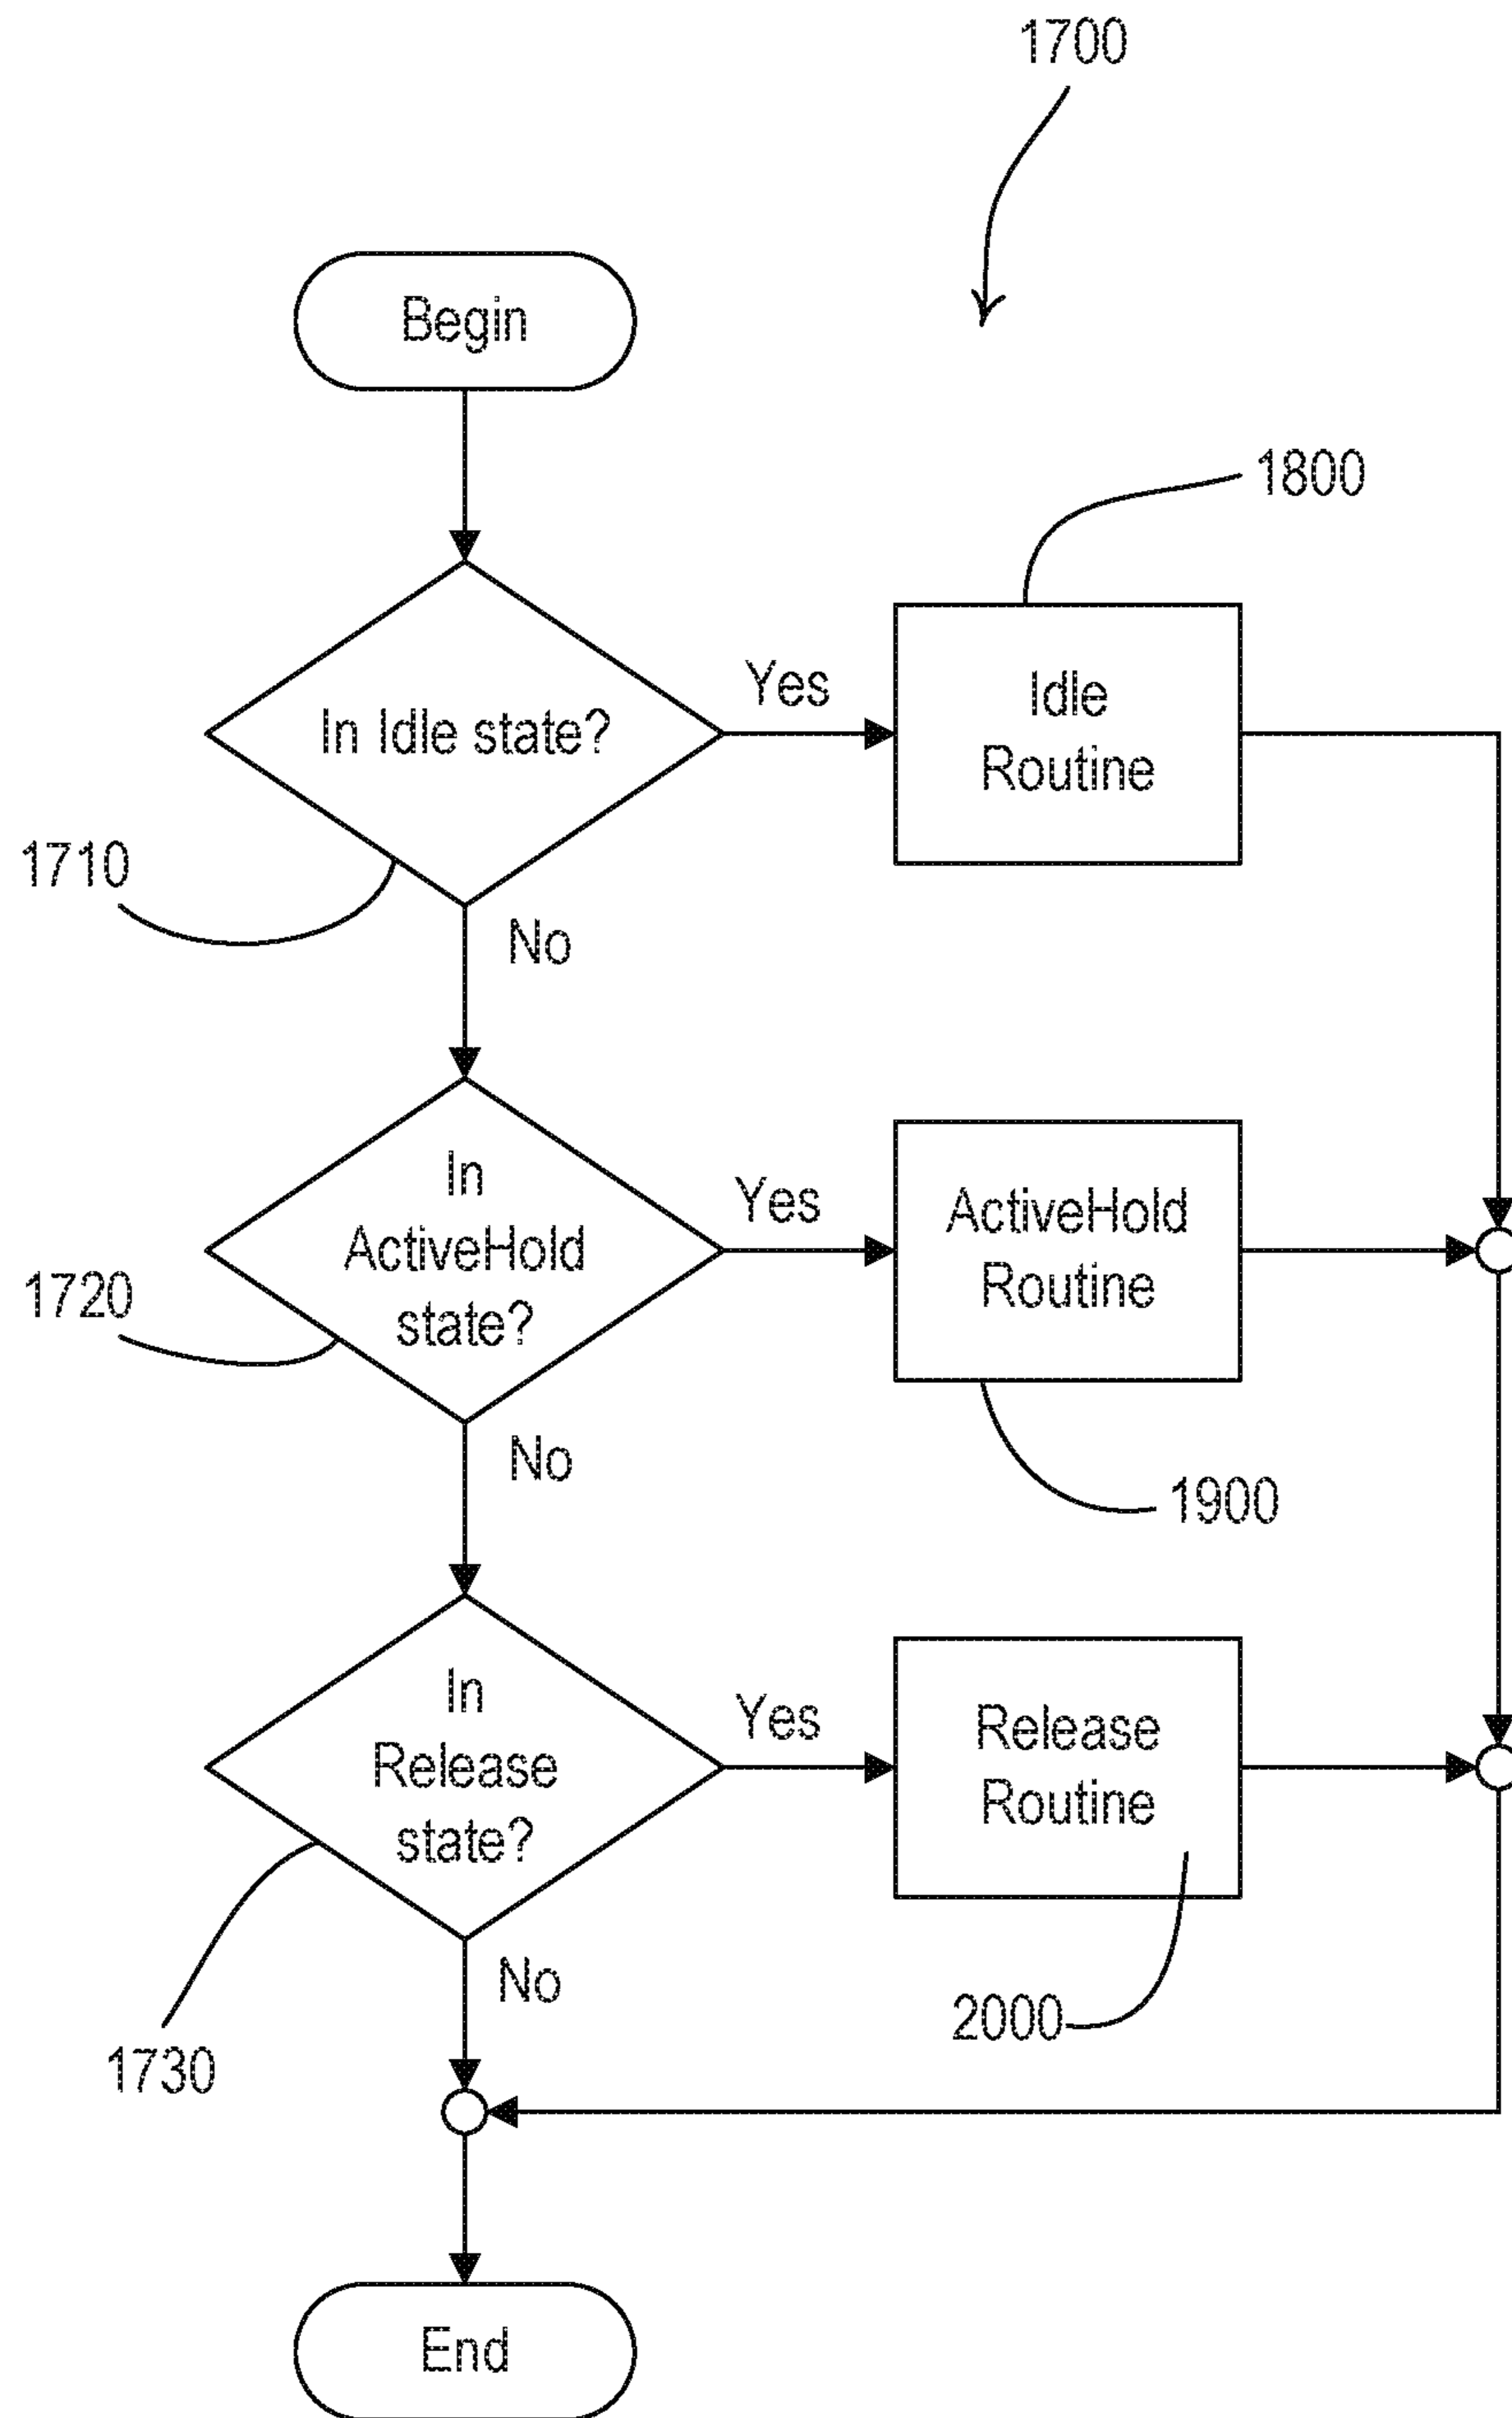 1700
Begin
1800
In Idle state?
Yes
Idle
Routine
1710
No
In
ActiveHold
state?
Yes
ActiveHold
Routine
1720
No
1900
In
Release
state?
Yes
Release
Routine
No
2000
1730
End